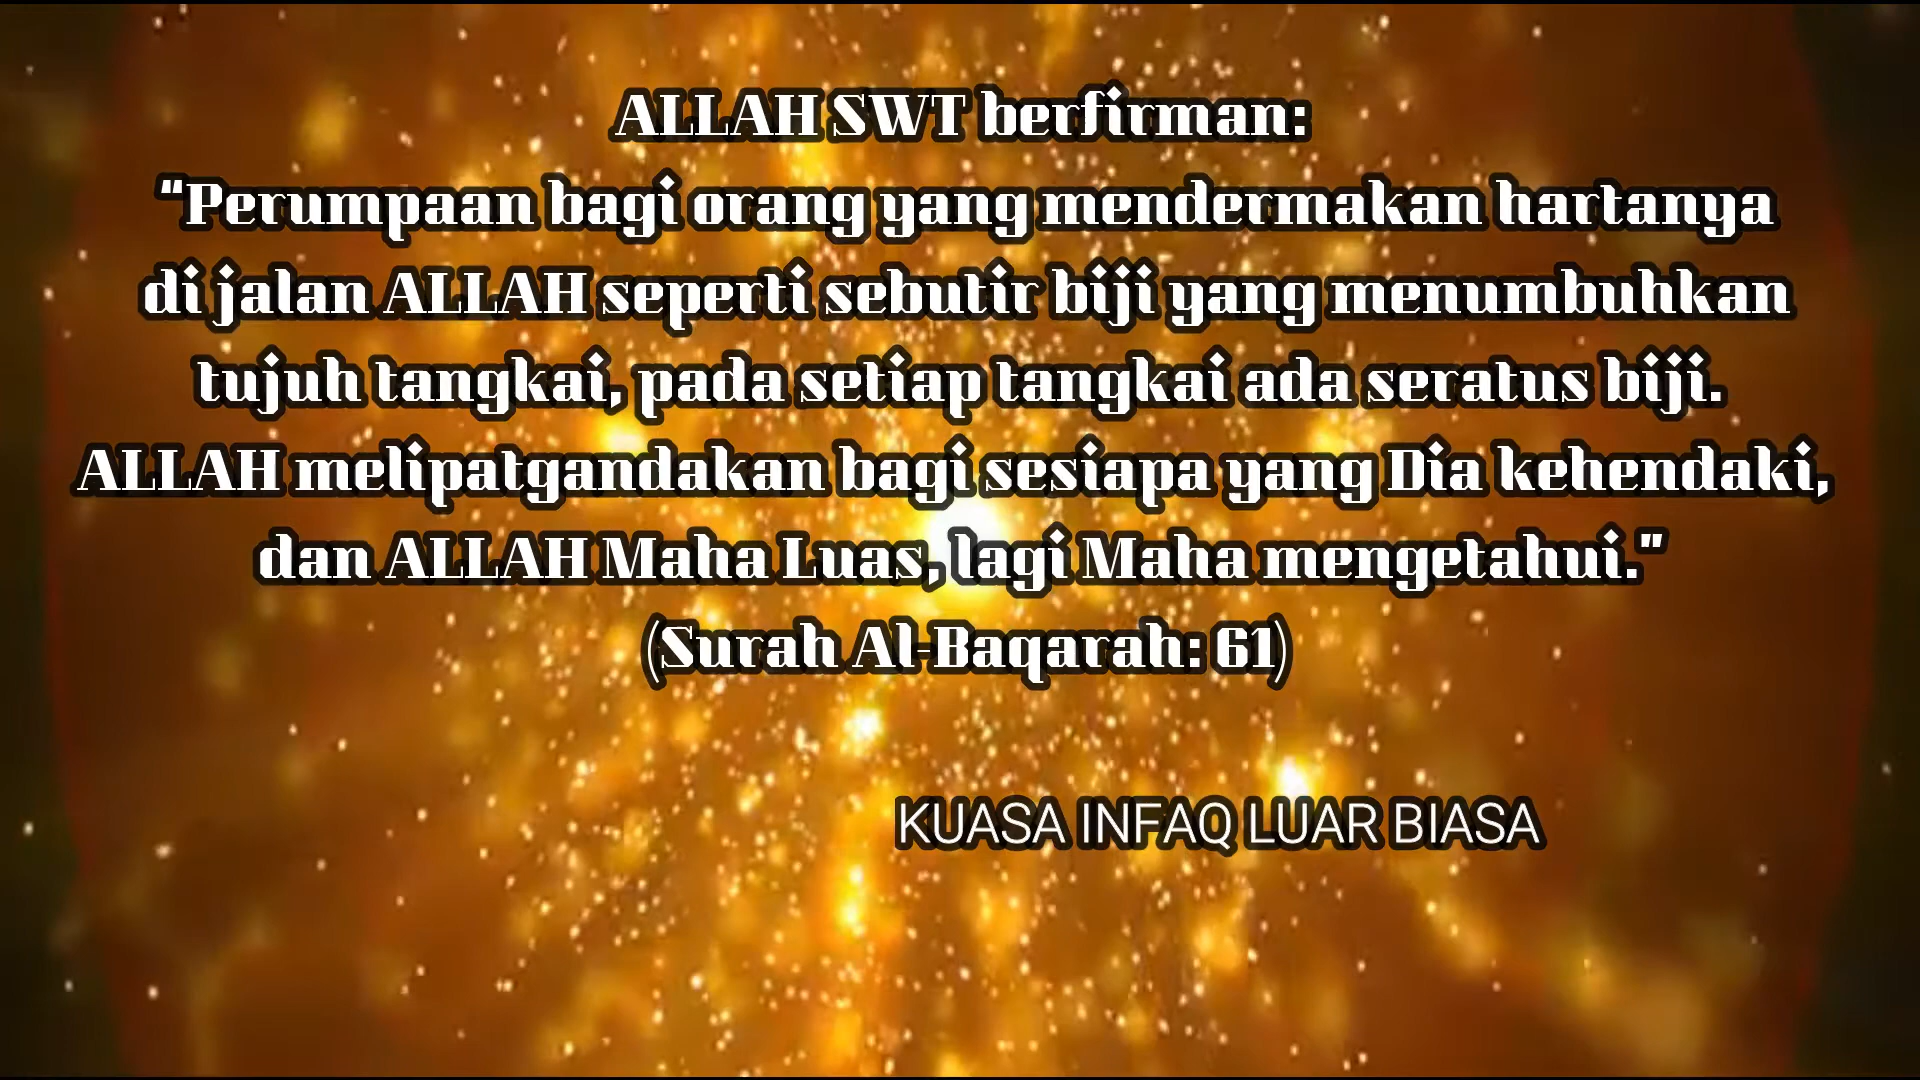 ALLAH SWT berfirman:
"Perumpaan bagi orang yang mendermakan hartanya
di jalan ALLAH seperti sebutir biji yang menumbuhkan
tujuh tangkai, pada setiap tangkai ada seratus biji.
ALLAH melipatgandakan bagi sesiapa yang Dia kehendaki,
dan ALLAH Maha Luas, lagi Maha mengetahui."
(Surah Al-Baqarah: 61)
KUASA INFAQ LUAR BIASA